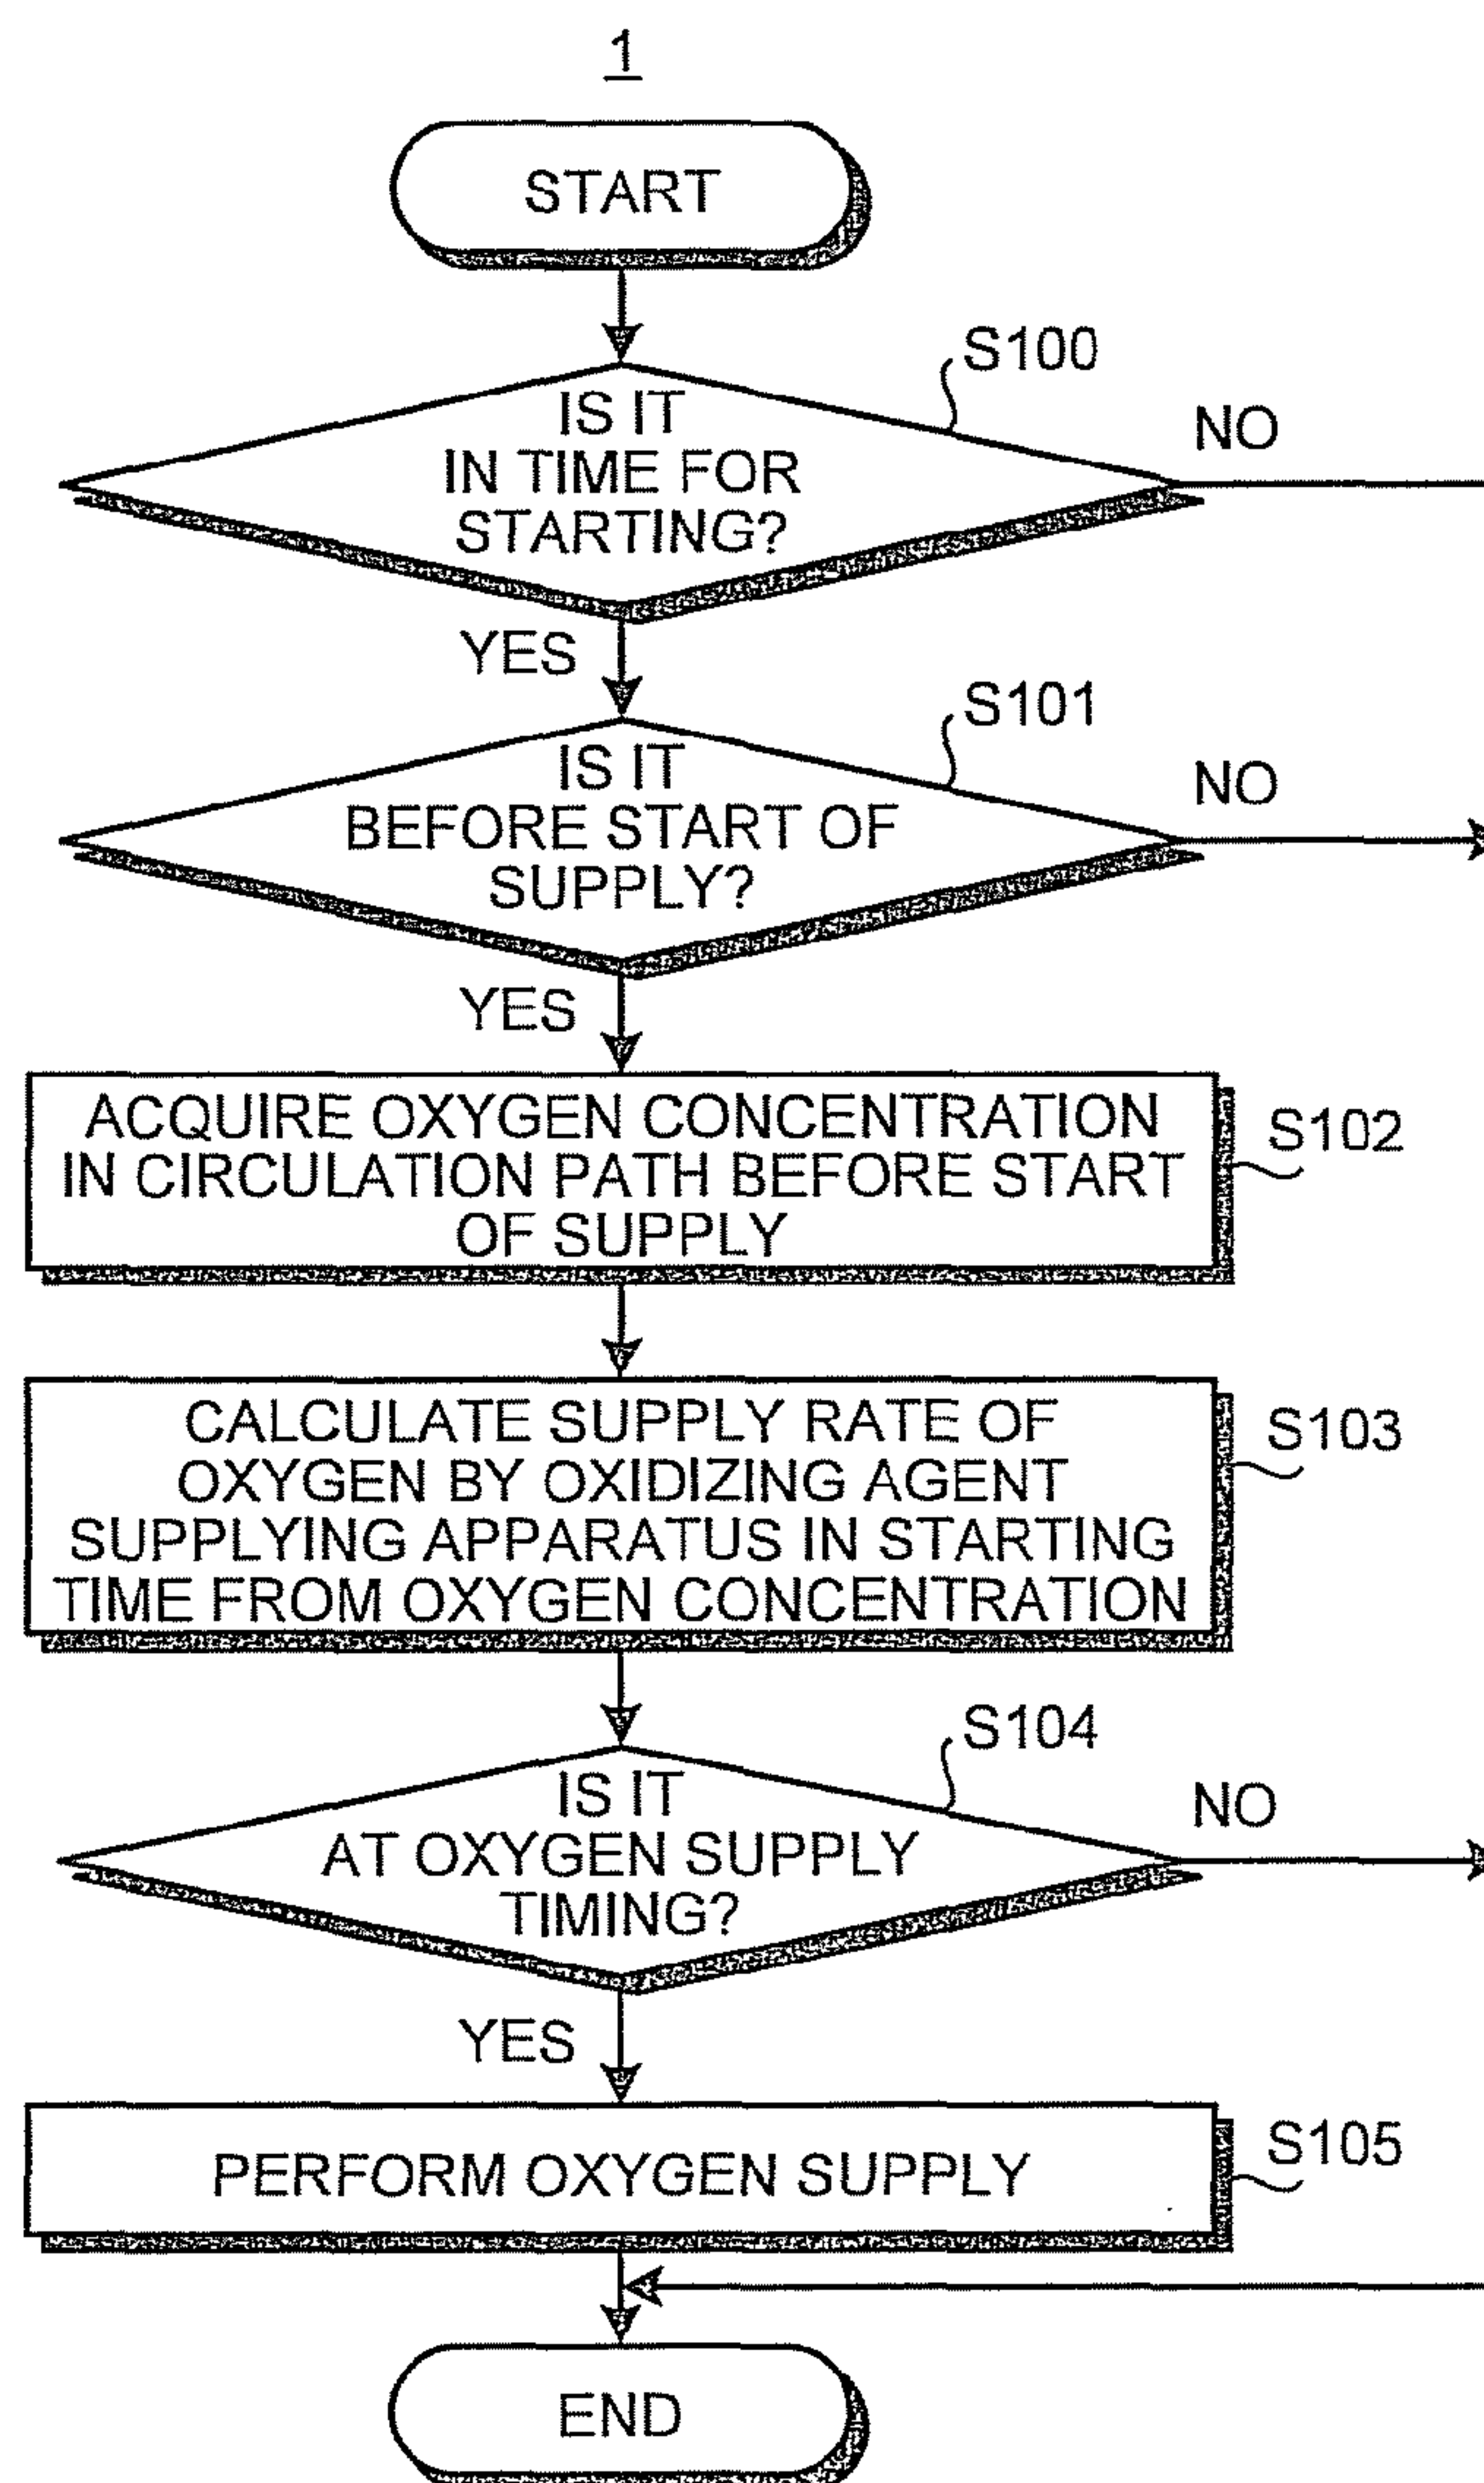 1
START
S100
IS IT
IN TIME FOR
STARTING?
NO
YES
S101
IS IT
BEFORE START OF
SUPPLY?
NO
YES
ACQUIRE OXYGEN CONCENTRATION
IN CIRCULATION PATH BEFORE START
OF SUPPLY
S102
CALCULATE SUPPLY RATE OF
OXYGEN BY OXIDIZING AGENT
SUPPLYING APPARATUS IN STARTING
TIME FROM OXYGEN CONCENTRATION
S103
S104
IS IT
AT OXYGEN SUPPLY
TIMING?
NO
YES
PERFORM OXYGEN SUPPLY
S105
END